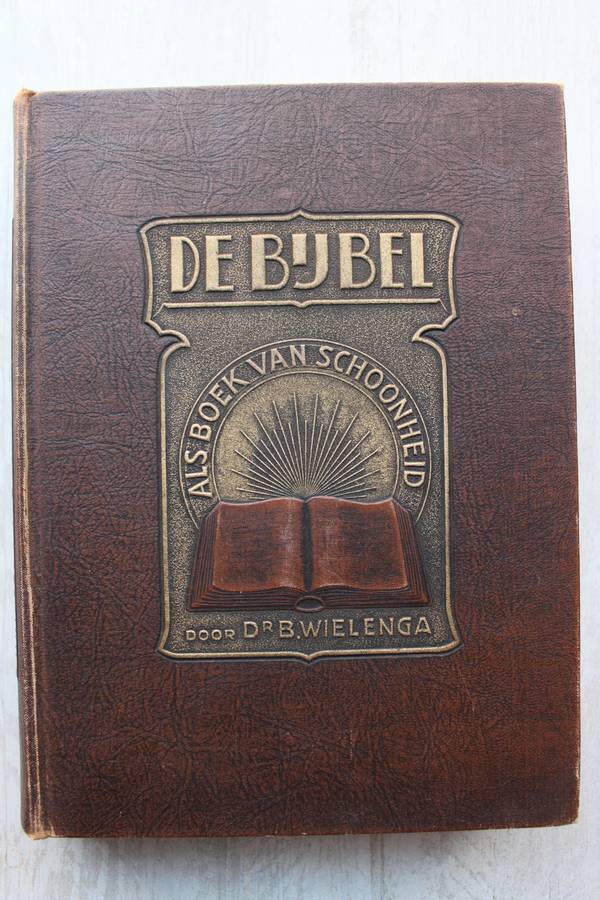 DE BIJBEL
ALS BOEK VAN SCHOONHEID
DOOR DR B. WIELENGA